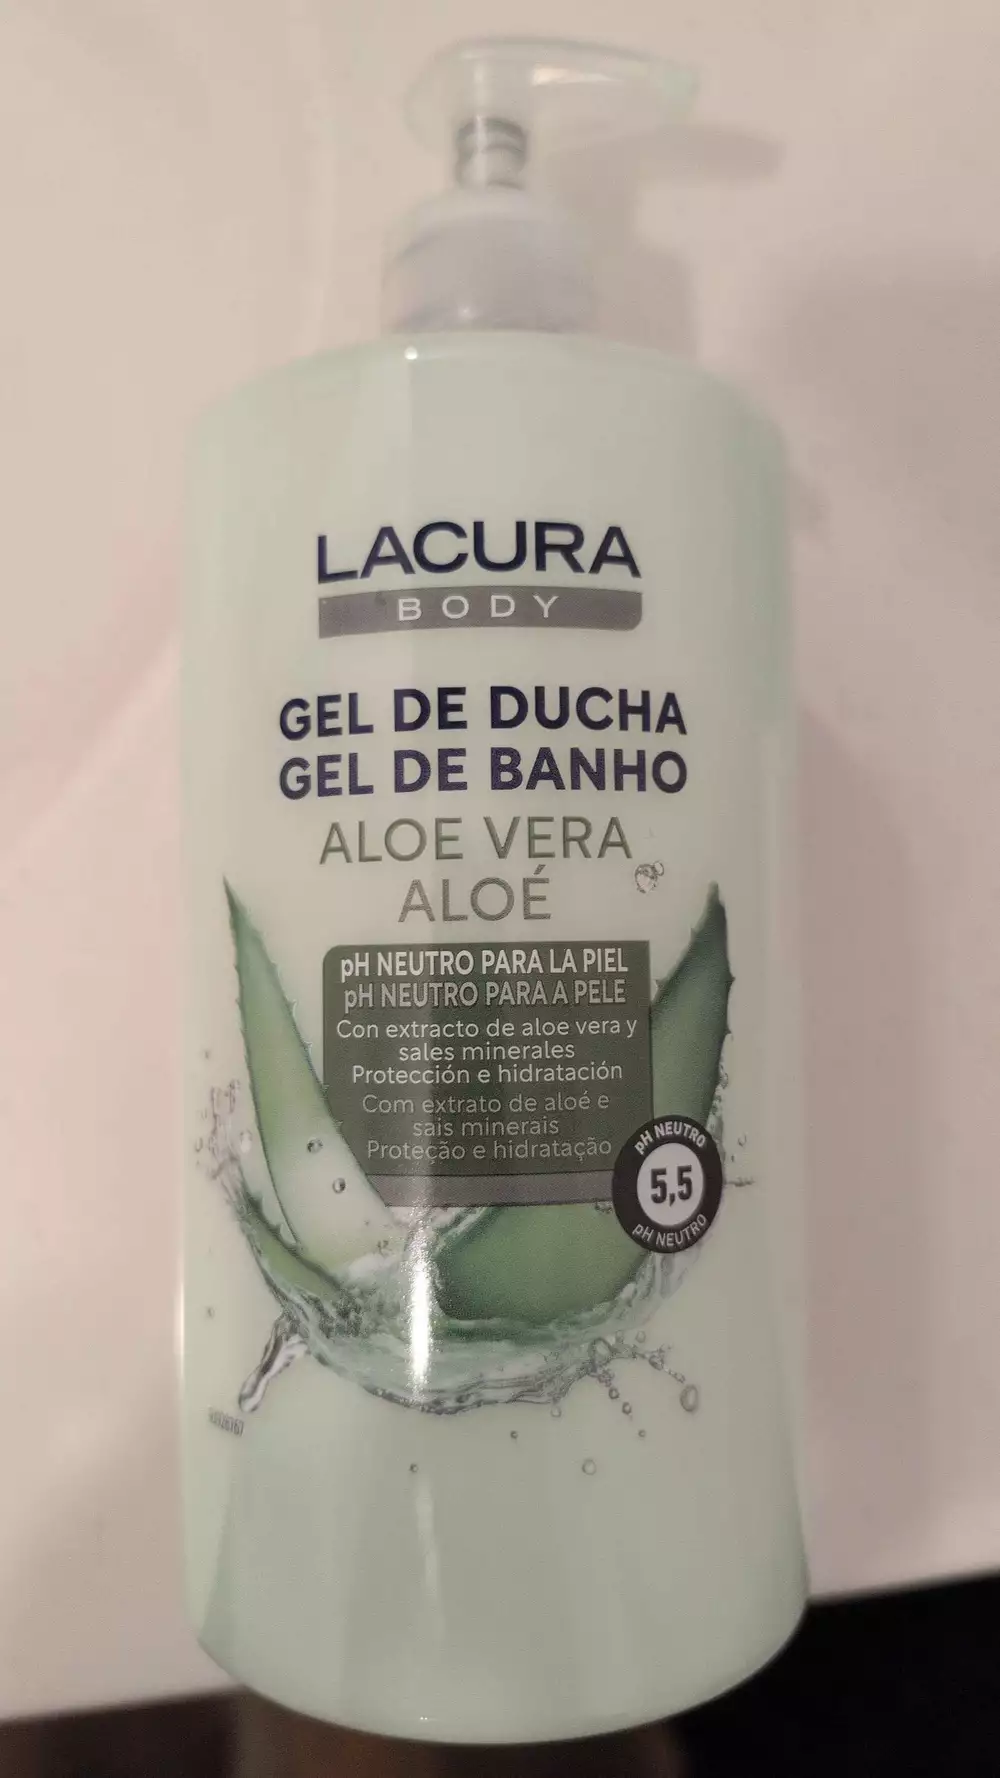 LACURA
BODY
GEL DE DUCHA
GEL DE BANHO
ALOE VERA
ALOÉ
pH NEUTRO PARA LA PIEL
pH NEUTRO PARA A PELE
Con extracto de aloe vera y
sales minerales
Protección e hidratación
Com extrato de aloé e
sais minerais
Proteção e hidratação
pH NEUTRO
5,5
pH NEUTRO